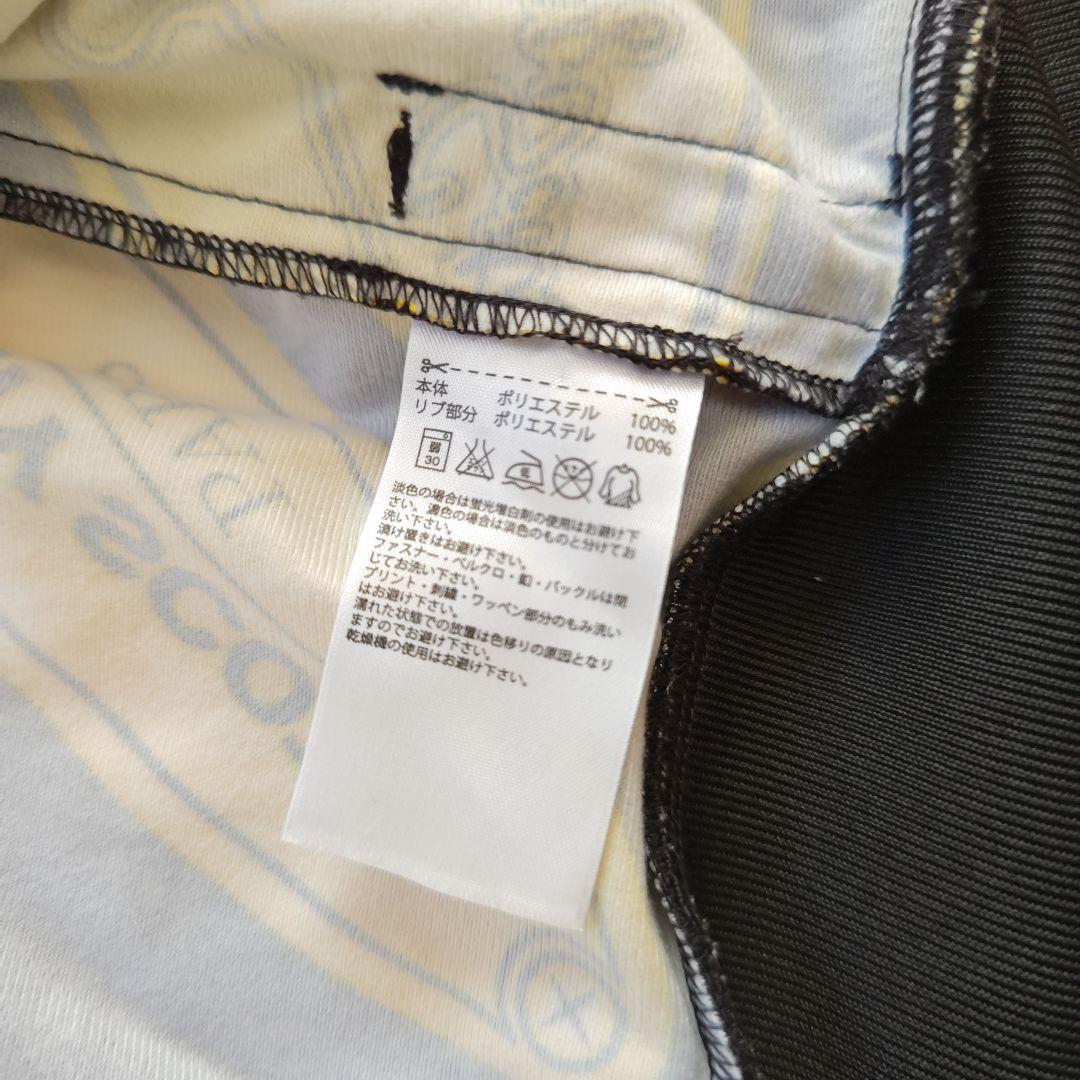 本体 ポリエステル 100%
リブ部分 ポリエステル 100%
弱
30
低
淡色の場合は蛍光増白剤の使用はお避け下
さい。濃色の場合は淡色のものと分けてお
洗い下さい。
漬け置きはお避け下さい。
ファスナー・ベルクロ・釦・バックルは閉
じてお洗い下さい。
プリント・刺繍・ワッペン部分のもみ洗い
はお避け下さい。
濡れた状態での放置は色移りの原因となり
ますのでお避け下さい。
乾燥機の使用はお避け下さい。